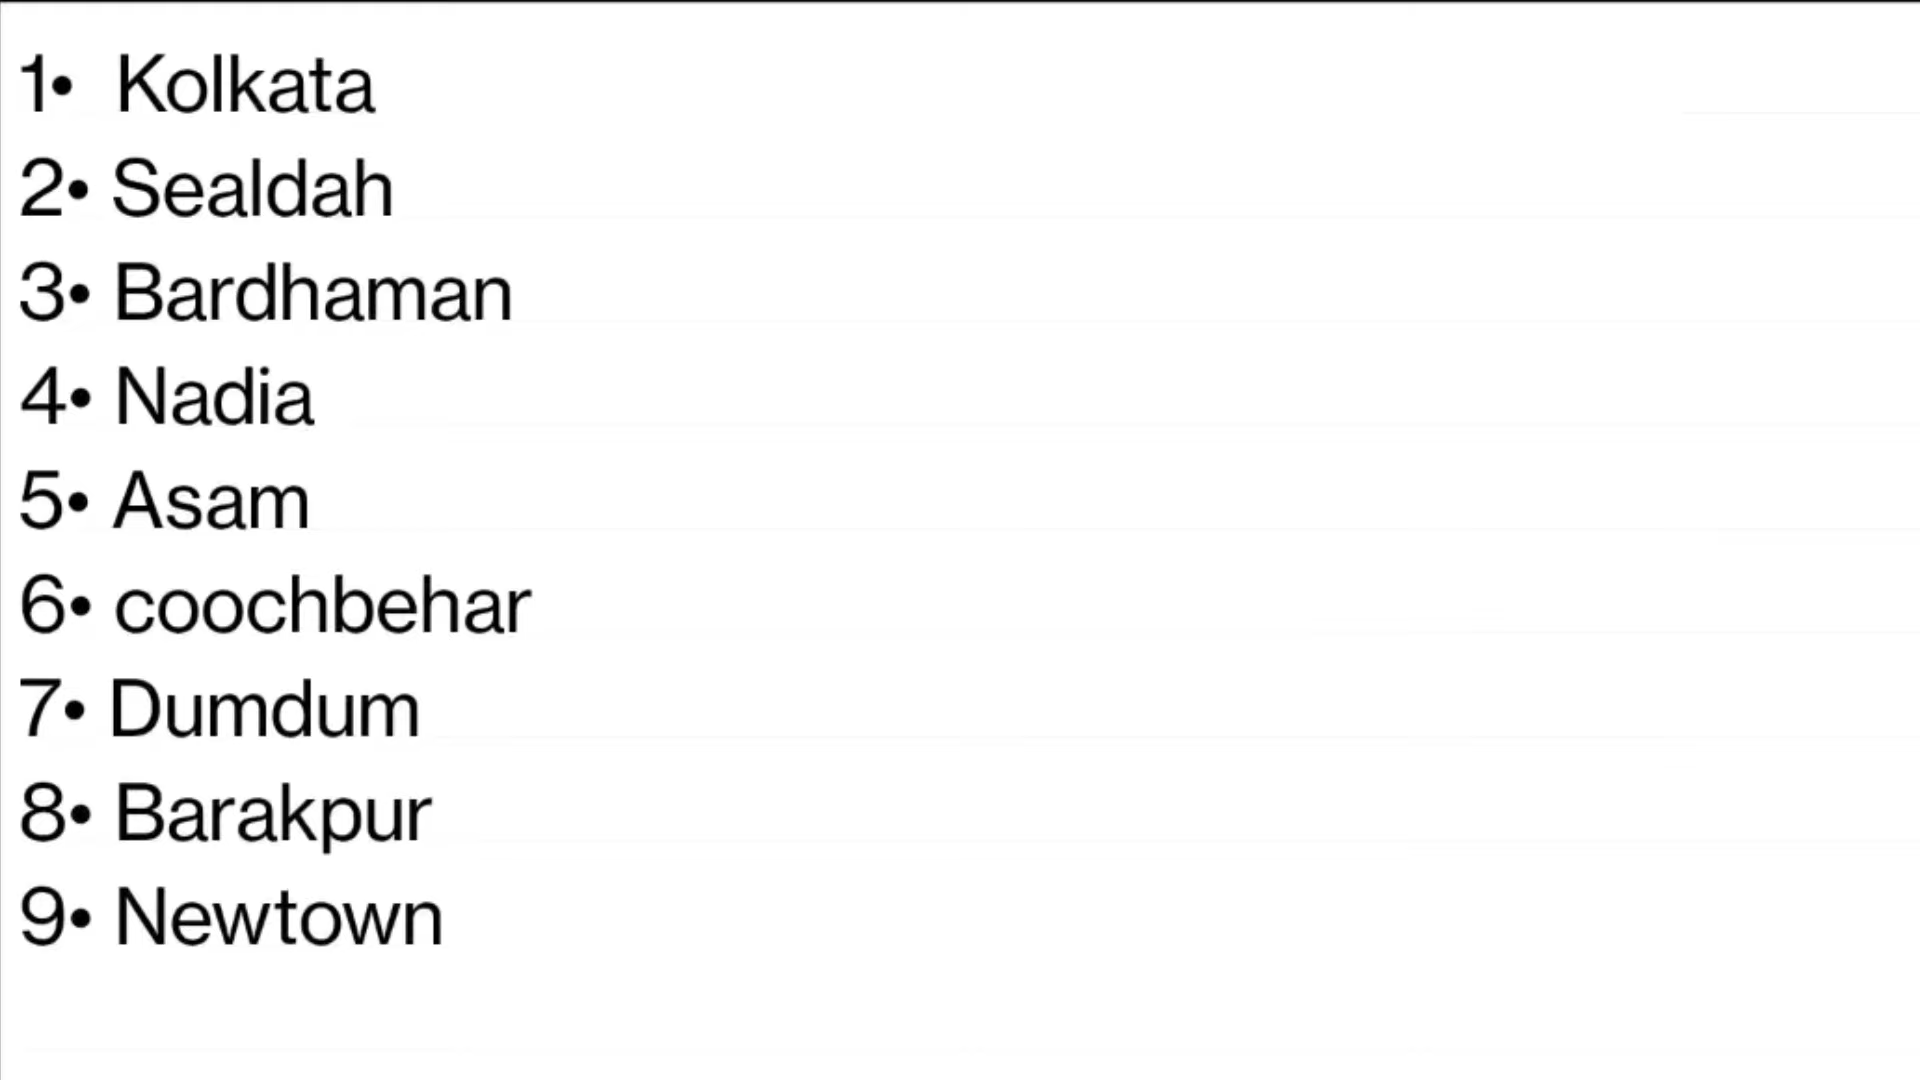 1• Kolkata
2• Sealdah
3• Bardhaman
4• Nadia
5• Asam
6• coochbehar
7• Dumdum
8• Barakpur
9• Newtown